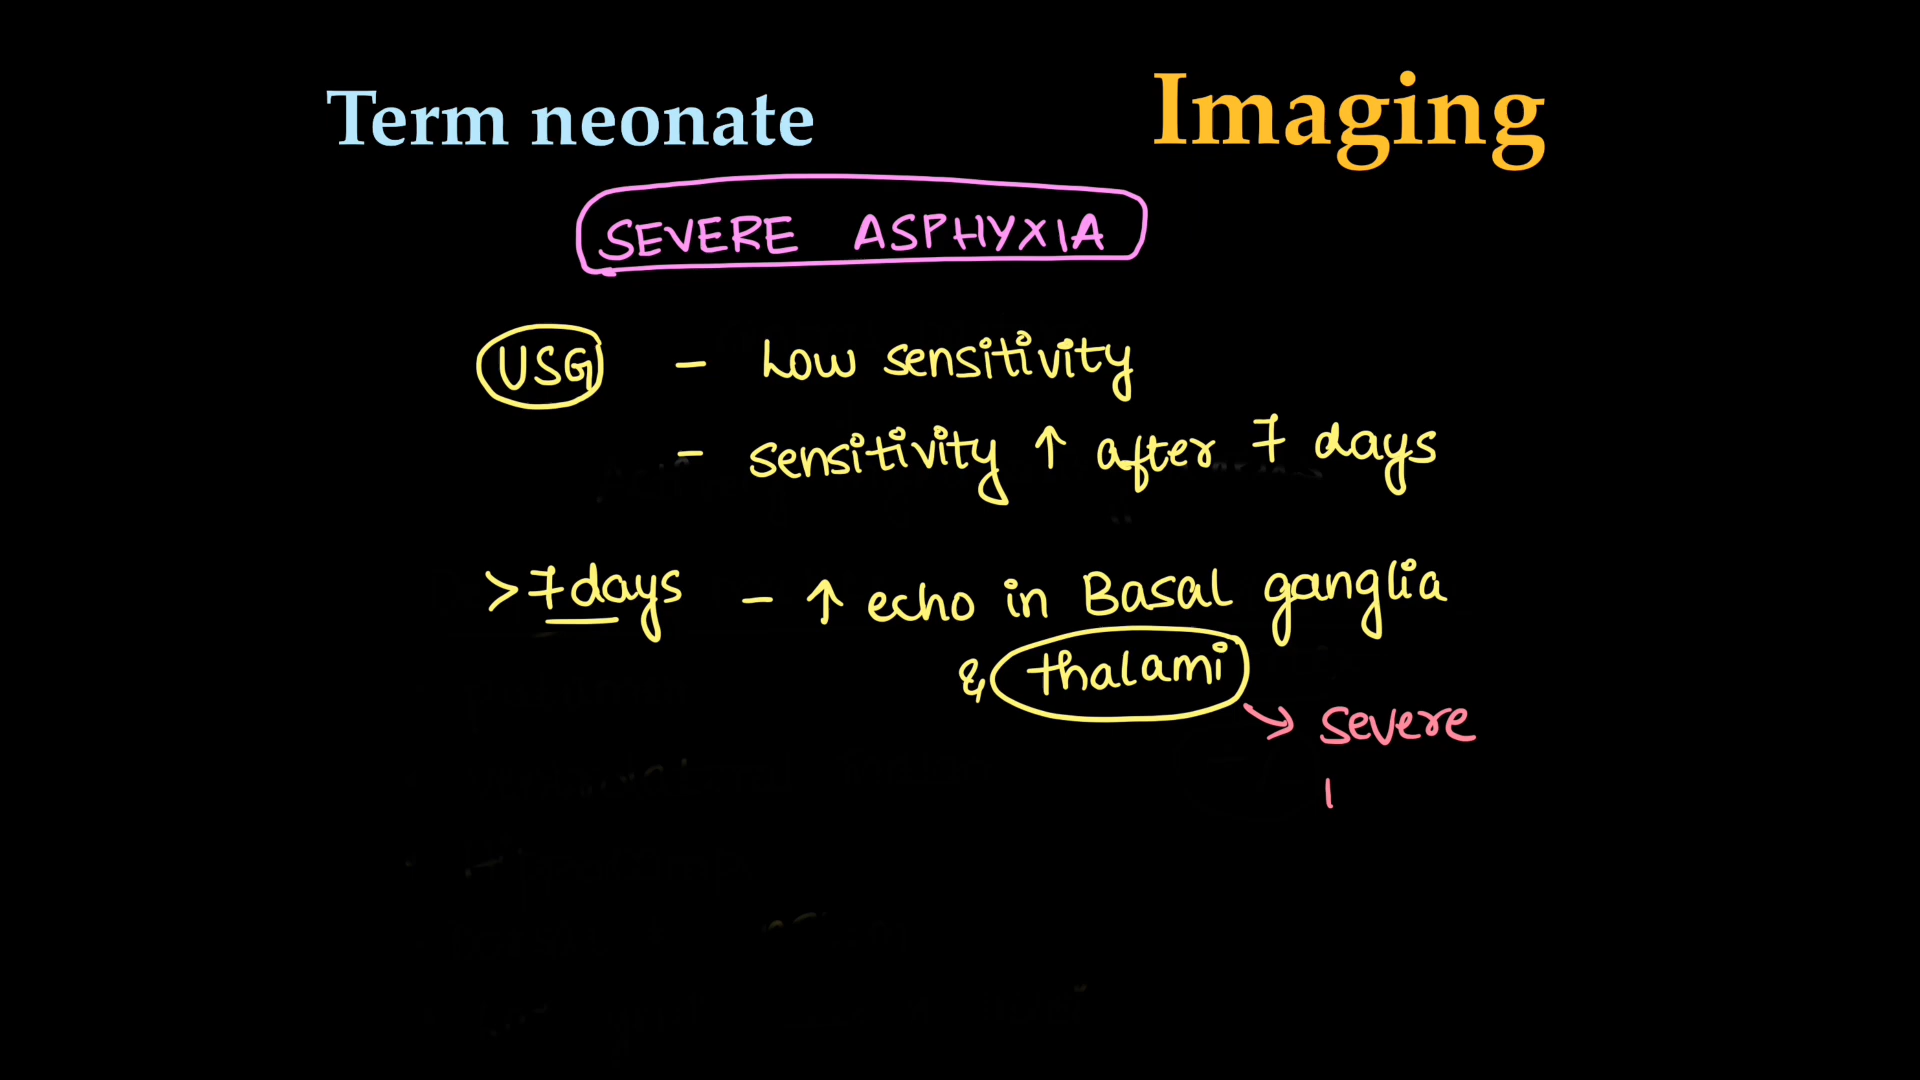 Term neonate
Imaging
SEVERE ASPHYXIA
USG - Low sensitivity
- sensitivity ↑ after 7 days
>7days - ↑ echo in Basal ganglia
& thalami
→ severe